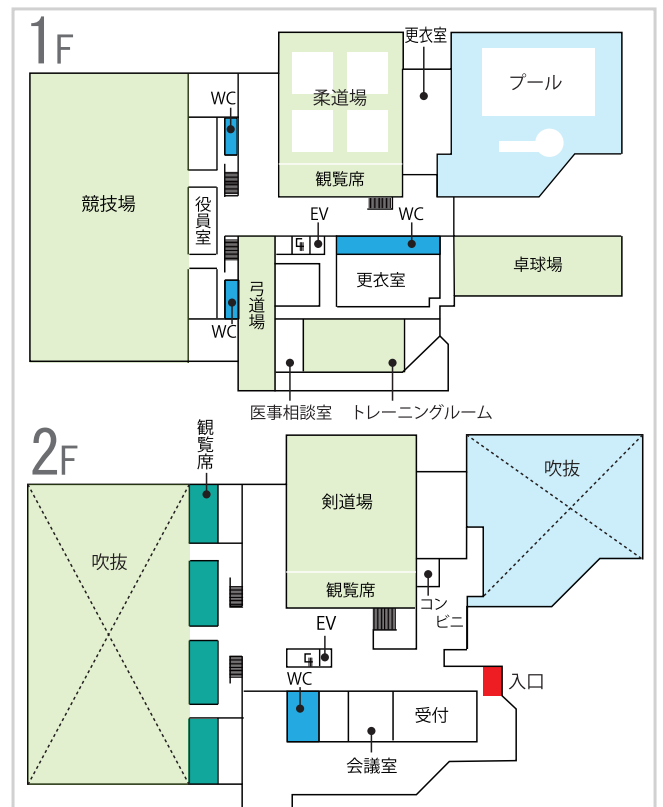 1F
更衣室
WC
柔道場
プール
観覧席
競技場
役員室
EV
WC
卓球場
更衣室
弓道場
WC
医事相談室
トレーニングルーム
2F
観覧席
剣道場
吹抜
吹抜
観覧席
コン
ビニ
EV
WC
入口
受付
会議室